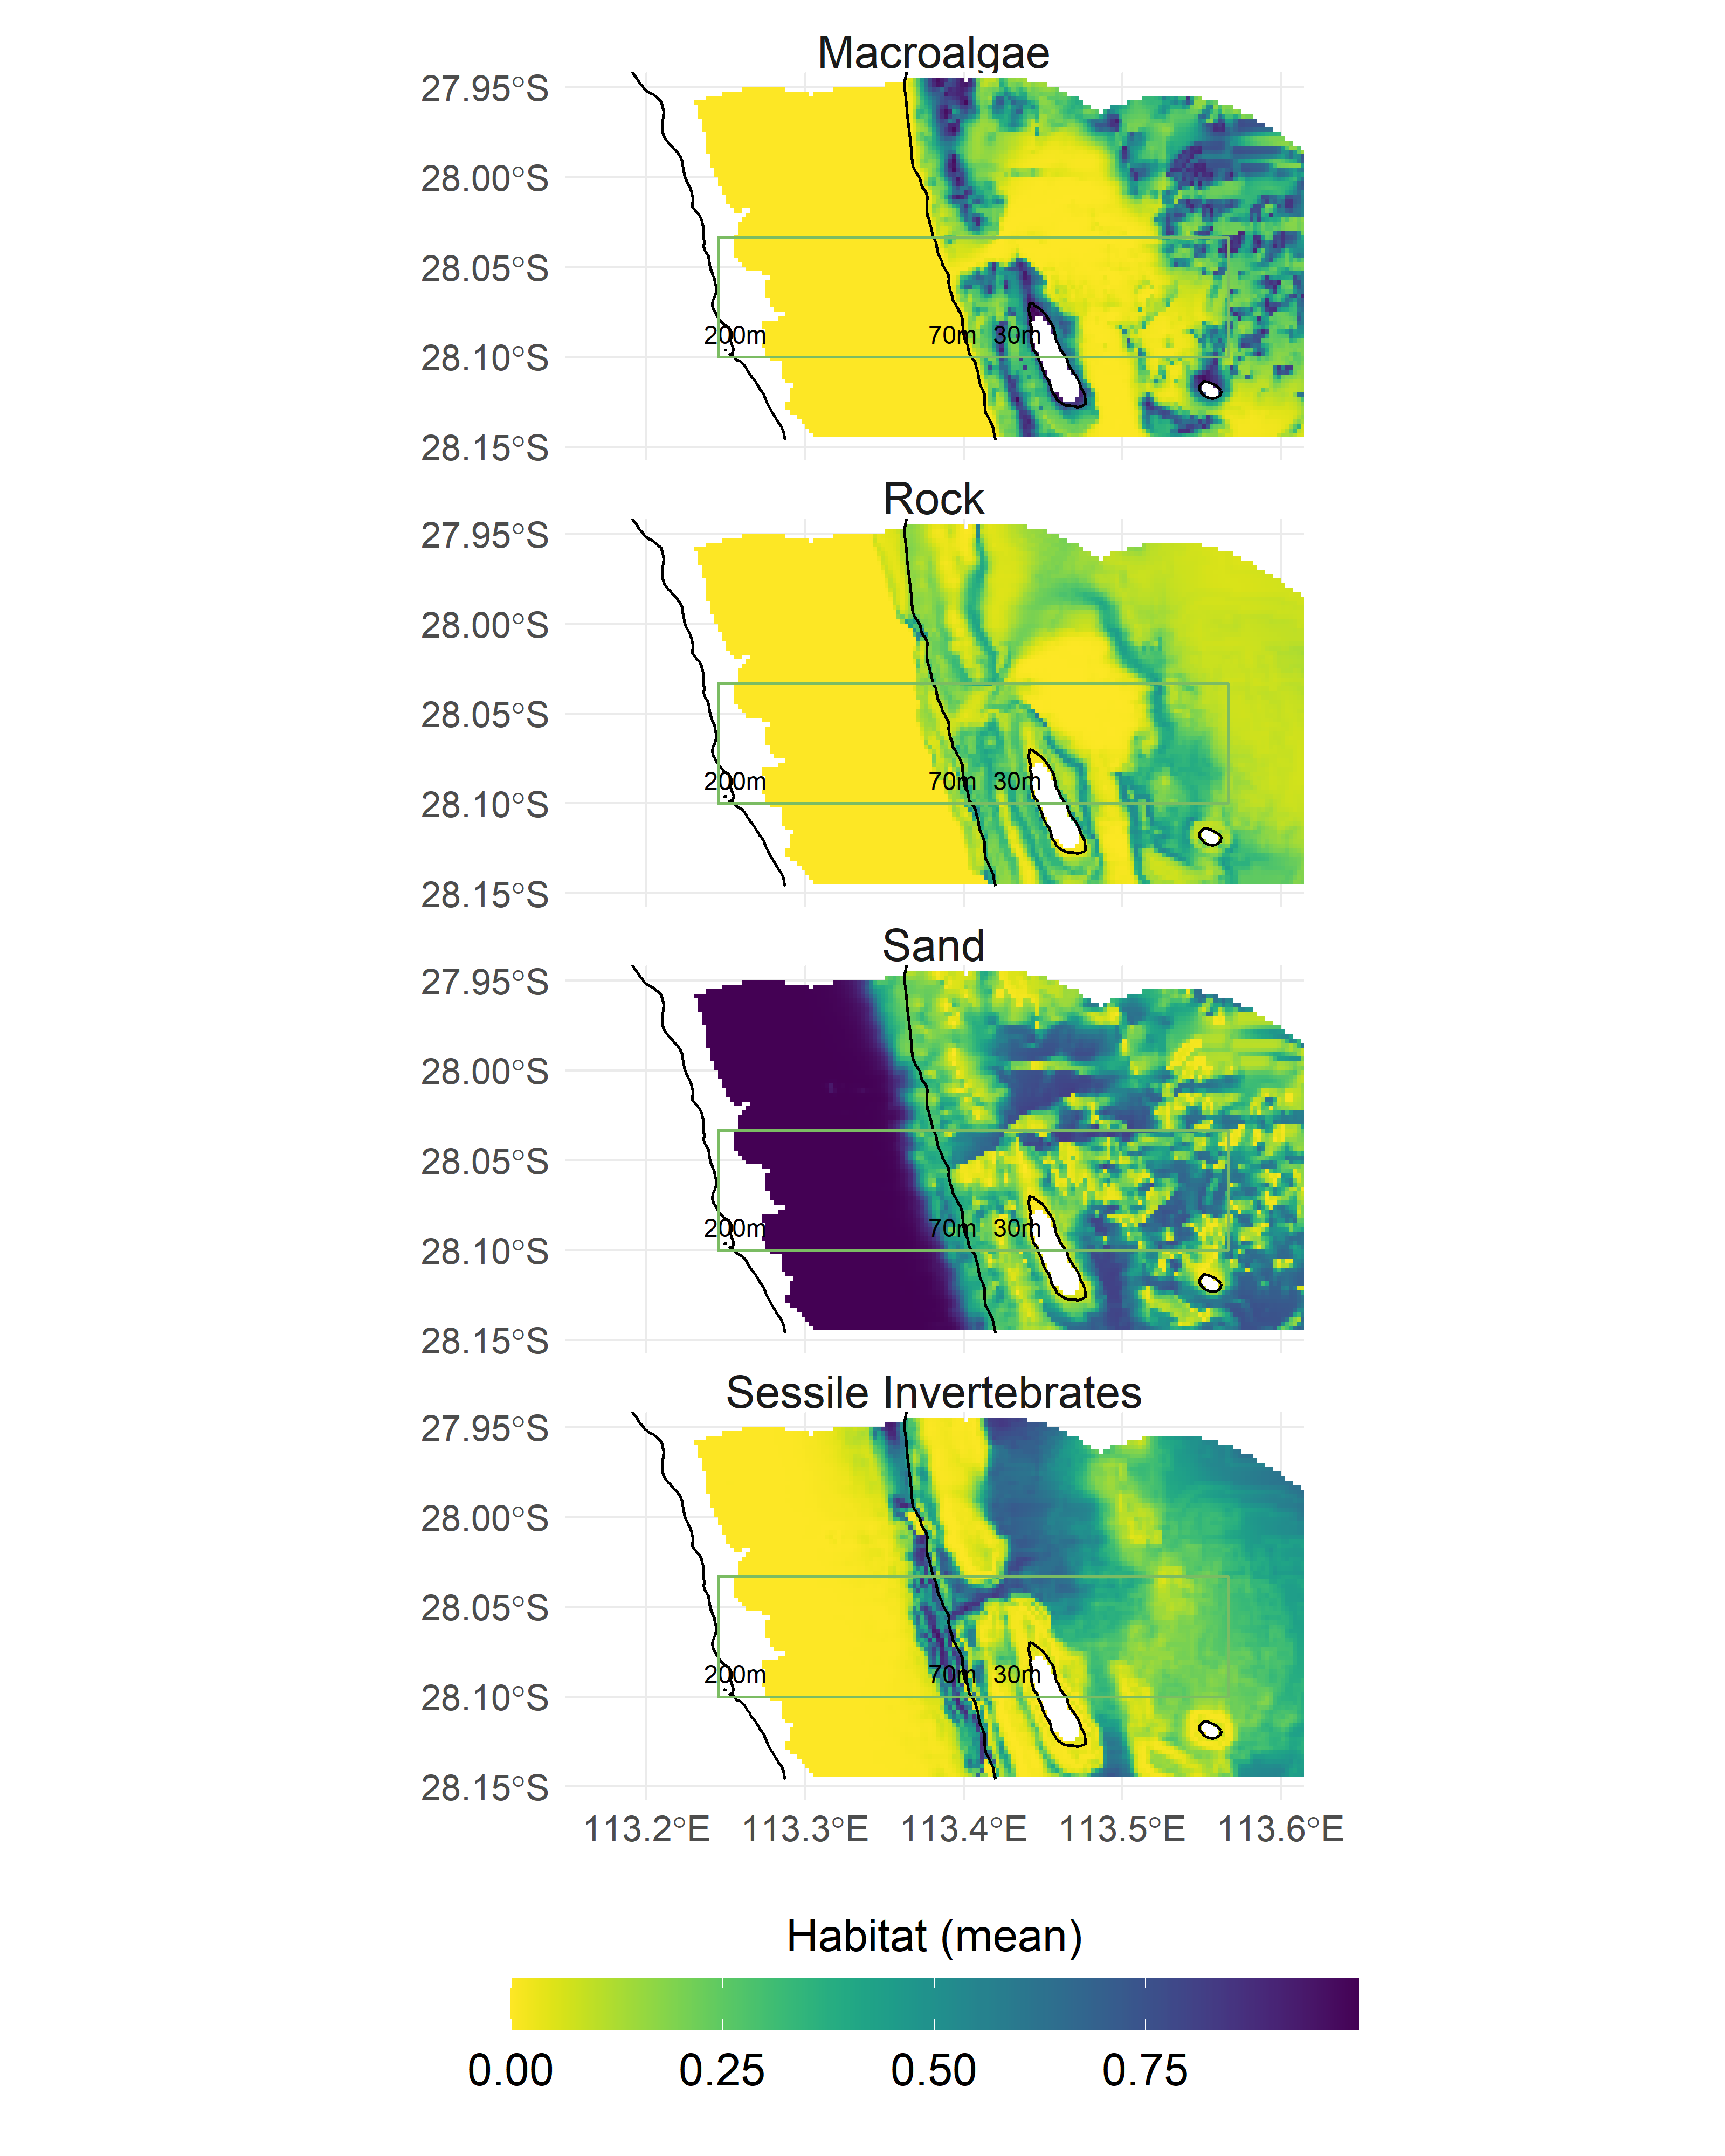 Macroalgae
27.95°S
28.00°S
28.05°S
200m 70m 30m
28.10°S
28.15°S
Rock
27.95°S
28.00°S
28.05°S
200m 70m 30m
28.10°S
28.15°S
Sand
27.95°S
28.00°S
28.05°S
200m 70m 30m
28.10°S
28.15°S
Sessile Invertebrates
27.95°S
28.00°S
28.05°S
200m 70m 30m
28.10°S
28.15°S
113.2°E 113.3°E 113.4°E 113.5°E 113.6°E
Habitat (mean)
0.00 0.25 0.50 0.75